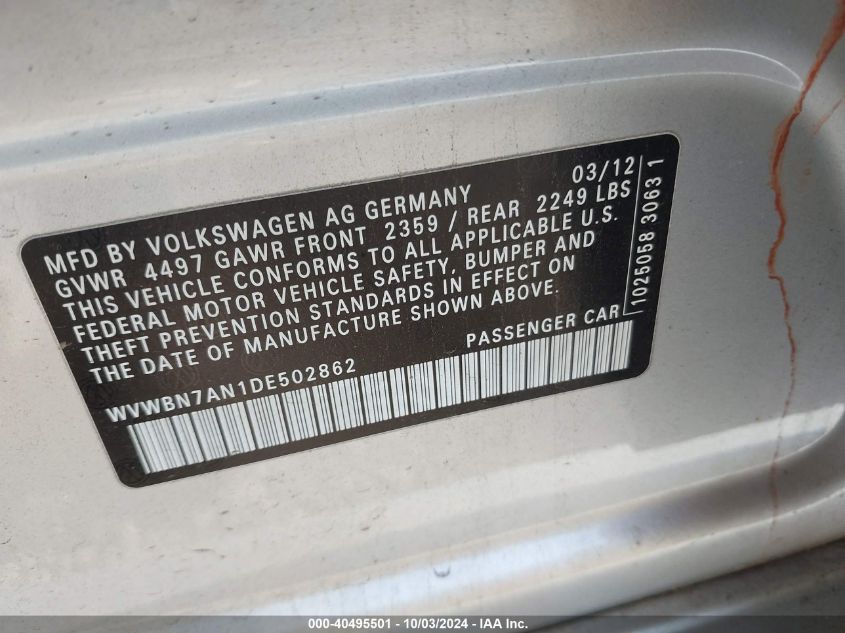 MFD BY VOLKSWAGEN AG GERMANY 03/12
GVWR 4497 GAWR FRONT 2359 / REAR 2249 LBS
THIS VEHICLE CONFORMS TO ALL APPLICABLE U.S.
FEDERAL MOTOR VEHICLE SAFETY, BUMPER AND
THEFT PREVENTION STANDARDS IN EFFECT ON
THE DATE OF MANUFACTURE SHOWN ABOVE.
WVWBN7AN1DE502862 PASSENGER CAR
1025058 3063 1
000-40495501 - 10/03/2024 - IAA Inc.